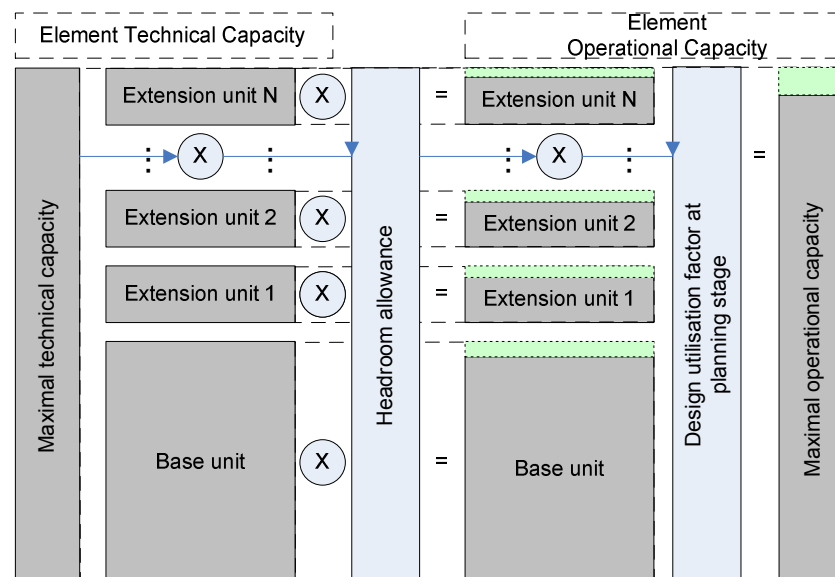 Element Technical Capacity
Element
Operational Capacity
Maximal technical capacity
Extension unit N
X
=
Extension unit N
⋮
X
⋮
⋮
X
⋮
=
Extension unit 2
X
=
Extension unit 2
Extension unit 1
X
=
Extension unit 1
Base unit
X
=
Base unit
Headroom allowance
Design utilisation factor at
planning stage
Maximal operational capacity